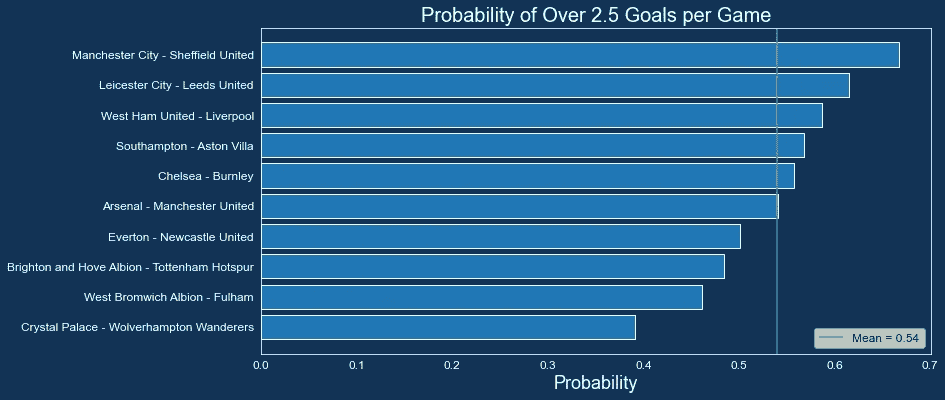 Probability of Over 2.5 Goals per Game
Manchester City - Sheffield United
Leicester City - Leeds United
West Ham United - Liverpool
Southampton - Aston Villa
Chelsea - Burnley
Arsenal - Manchester United
Everton - Newcastle United
Brighton and Hove Albion - Tottenham Hotspur
West Bromwich Albion - Fulham
Crystal Palace - Wolverhampton Wanderers
Mean = 0.54
0.0 0.1 0.2 0.3 0.4 0.5 0.6 0.7
Probability